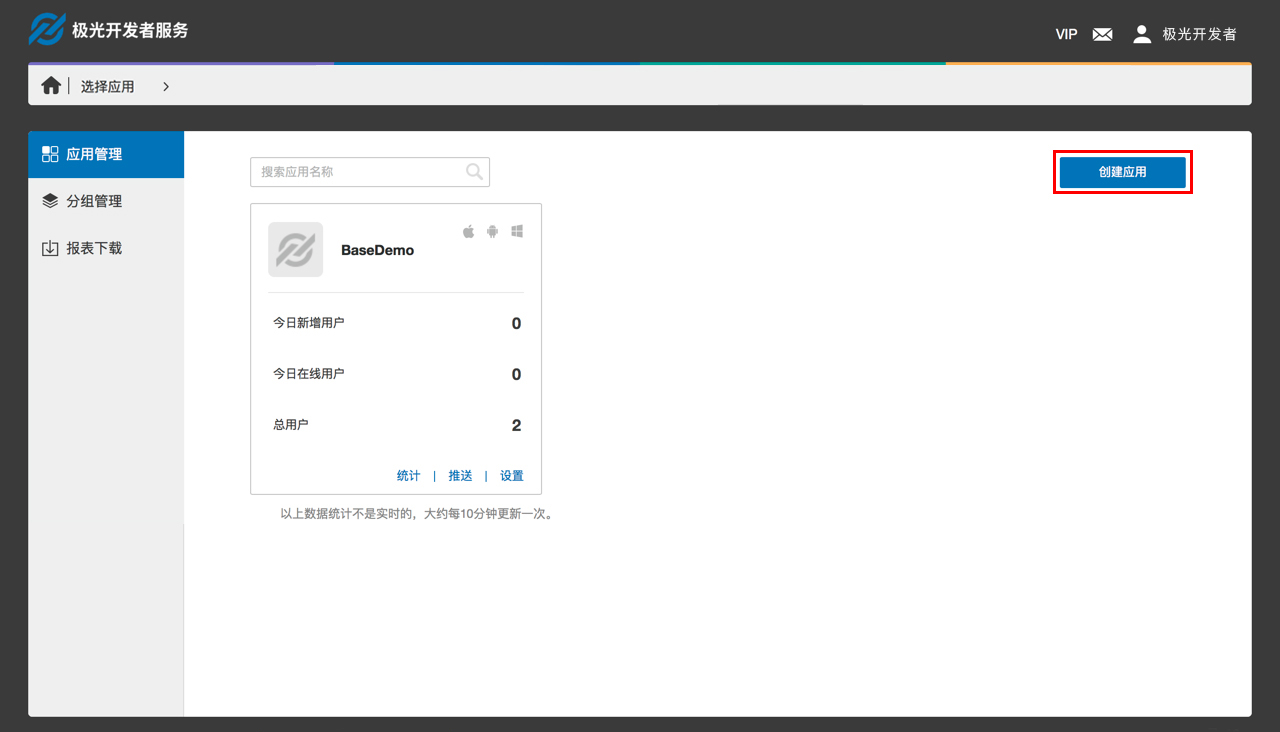 极光开发者服务
VIP 极光开发者
选择应用
应用管理
分组管理
报表下载
搜索应用名称
创建应用
BaseDemo
今日新增用户 0
今日在线用户 0
总用户 2
统计 | 推送 | 设置
以上数据统计不是实时的，大约每10分钟更新一次。